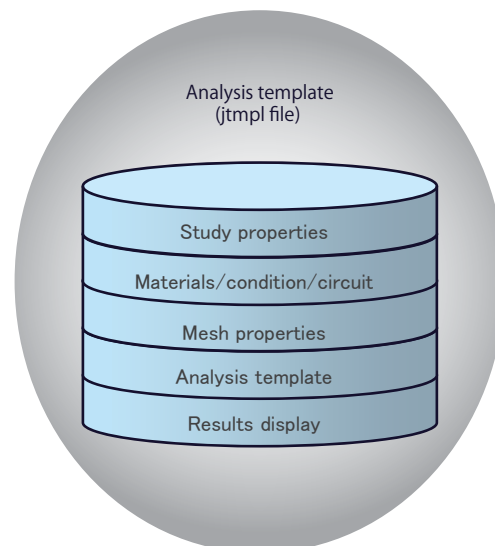 Analysis template
(jtmpl file)
Study properties
Materials/condition/circuit
Mesh properties
Analysis template
Results display